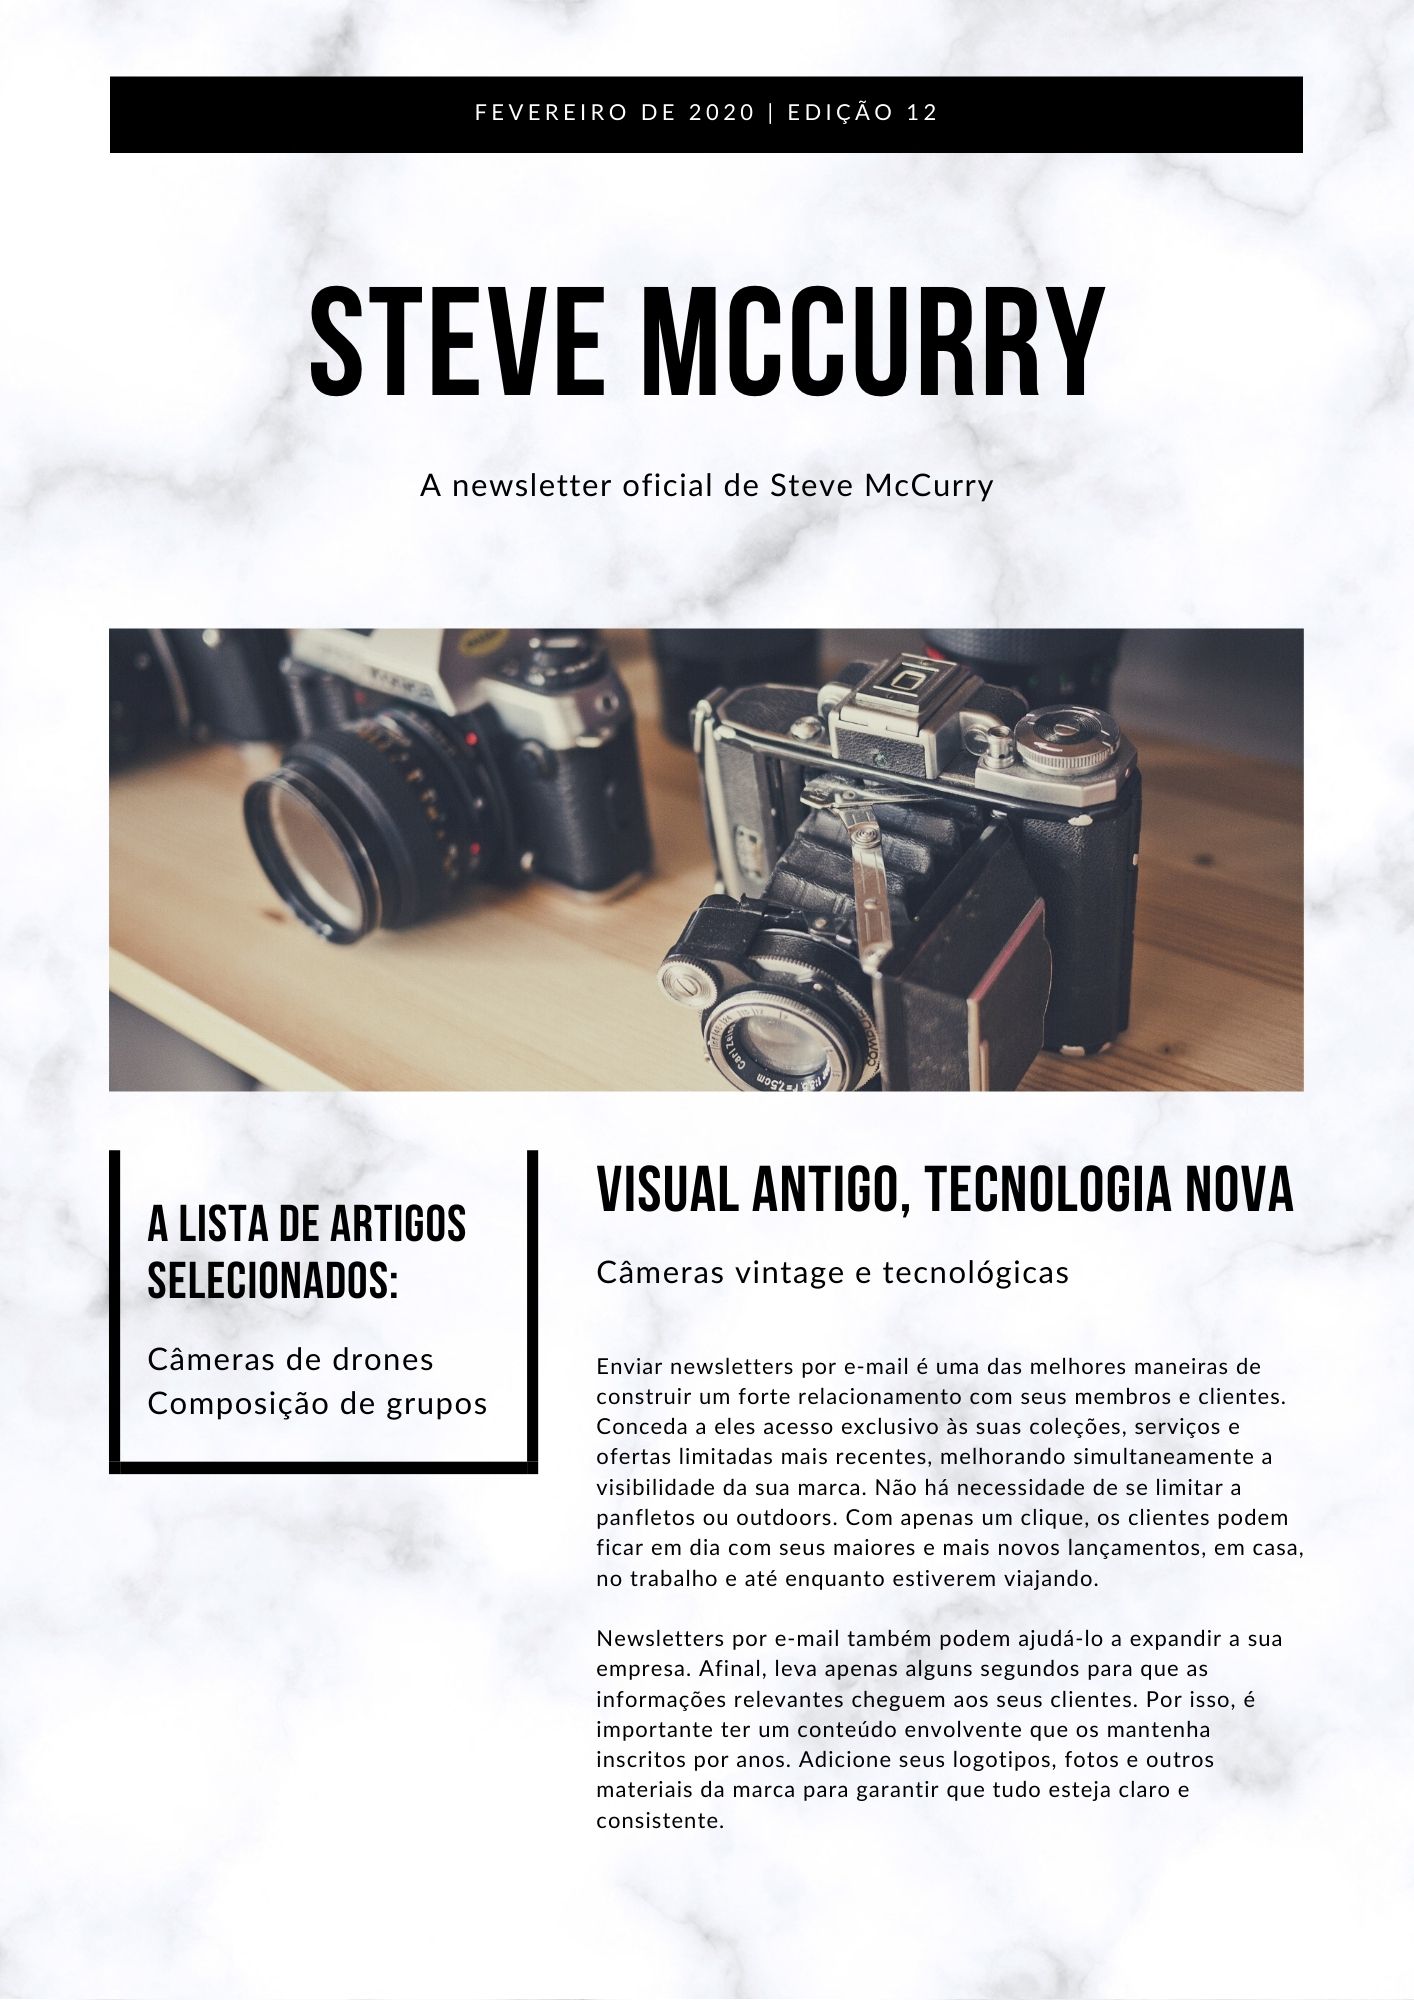 FEVEREIRO DE 2020 | EDIÇÃO 12
STEVE MCCURRY
A newsletter oficial de Steve McCurry
Carl Zeiss
COMPUR
A LISTA DE ARTIGOS
SELECIONADOS:
Câmeras de drones
Composição de grupos
VISUAL ANTIGO, TECNOLOGIA NOVA
Câmeras vintage e tecnológicas
Enviar newsletters por e-mail é uma das melhores maneiras de
construir um forte relacionamento com seus membros e clientes.
Conceda a eles acesso exclusivo às suas coleções, serviços e
ofertas limitadas mais recentes, melhorando simultaneamente a
visibilidade da sua marca. Não há necessidade de se limitar a
panfletos ou outdoors. Com apenas um clique, os clientes podem
ficar em dia com seus maiores e mais novos lançamentos, em casa,
no trabalho e até enquanto estiverem viajando.
Newsletters por e-mail também podem ajudá-lo a expandir a sua
empresa. Afinal, leva apenas alguns segundos para que as
informações relevantes cheguem aos seus clientes. Por isso, é
importante ter um conteúdo envolvente que os mantenha
inscritos por anos. Adicione seus logotipos, fotos e outros
materiais da marca para garantir que tudo esteja claro e
consistente.